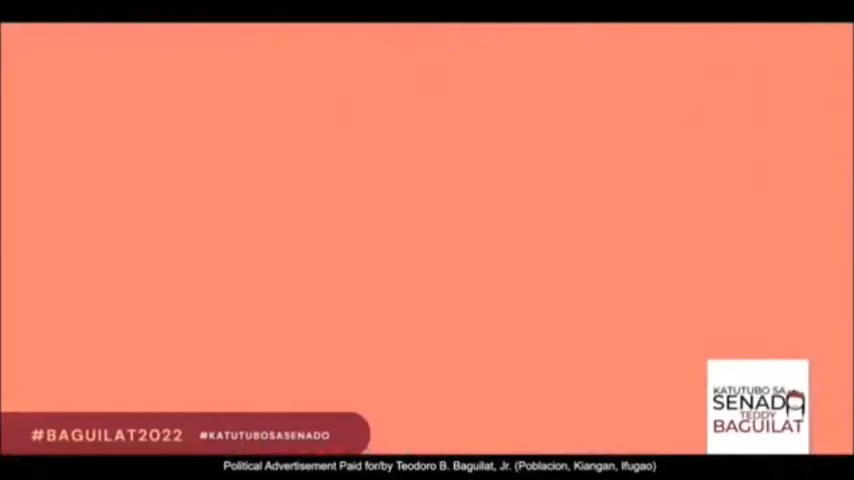 #BAGUILAT2022 #KATUTUBOSASENADO
KATUTUBO SA
SENADO
TEDDY
BAGUILAT
Political Advertisement Paid for/by Teodoro B. Baguilat, Jr. (Poblacion, Kiangan, Ifugao)